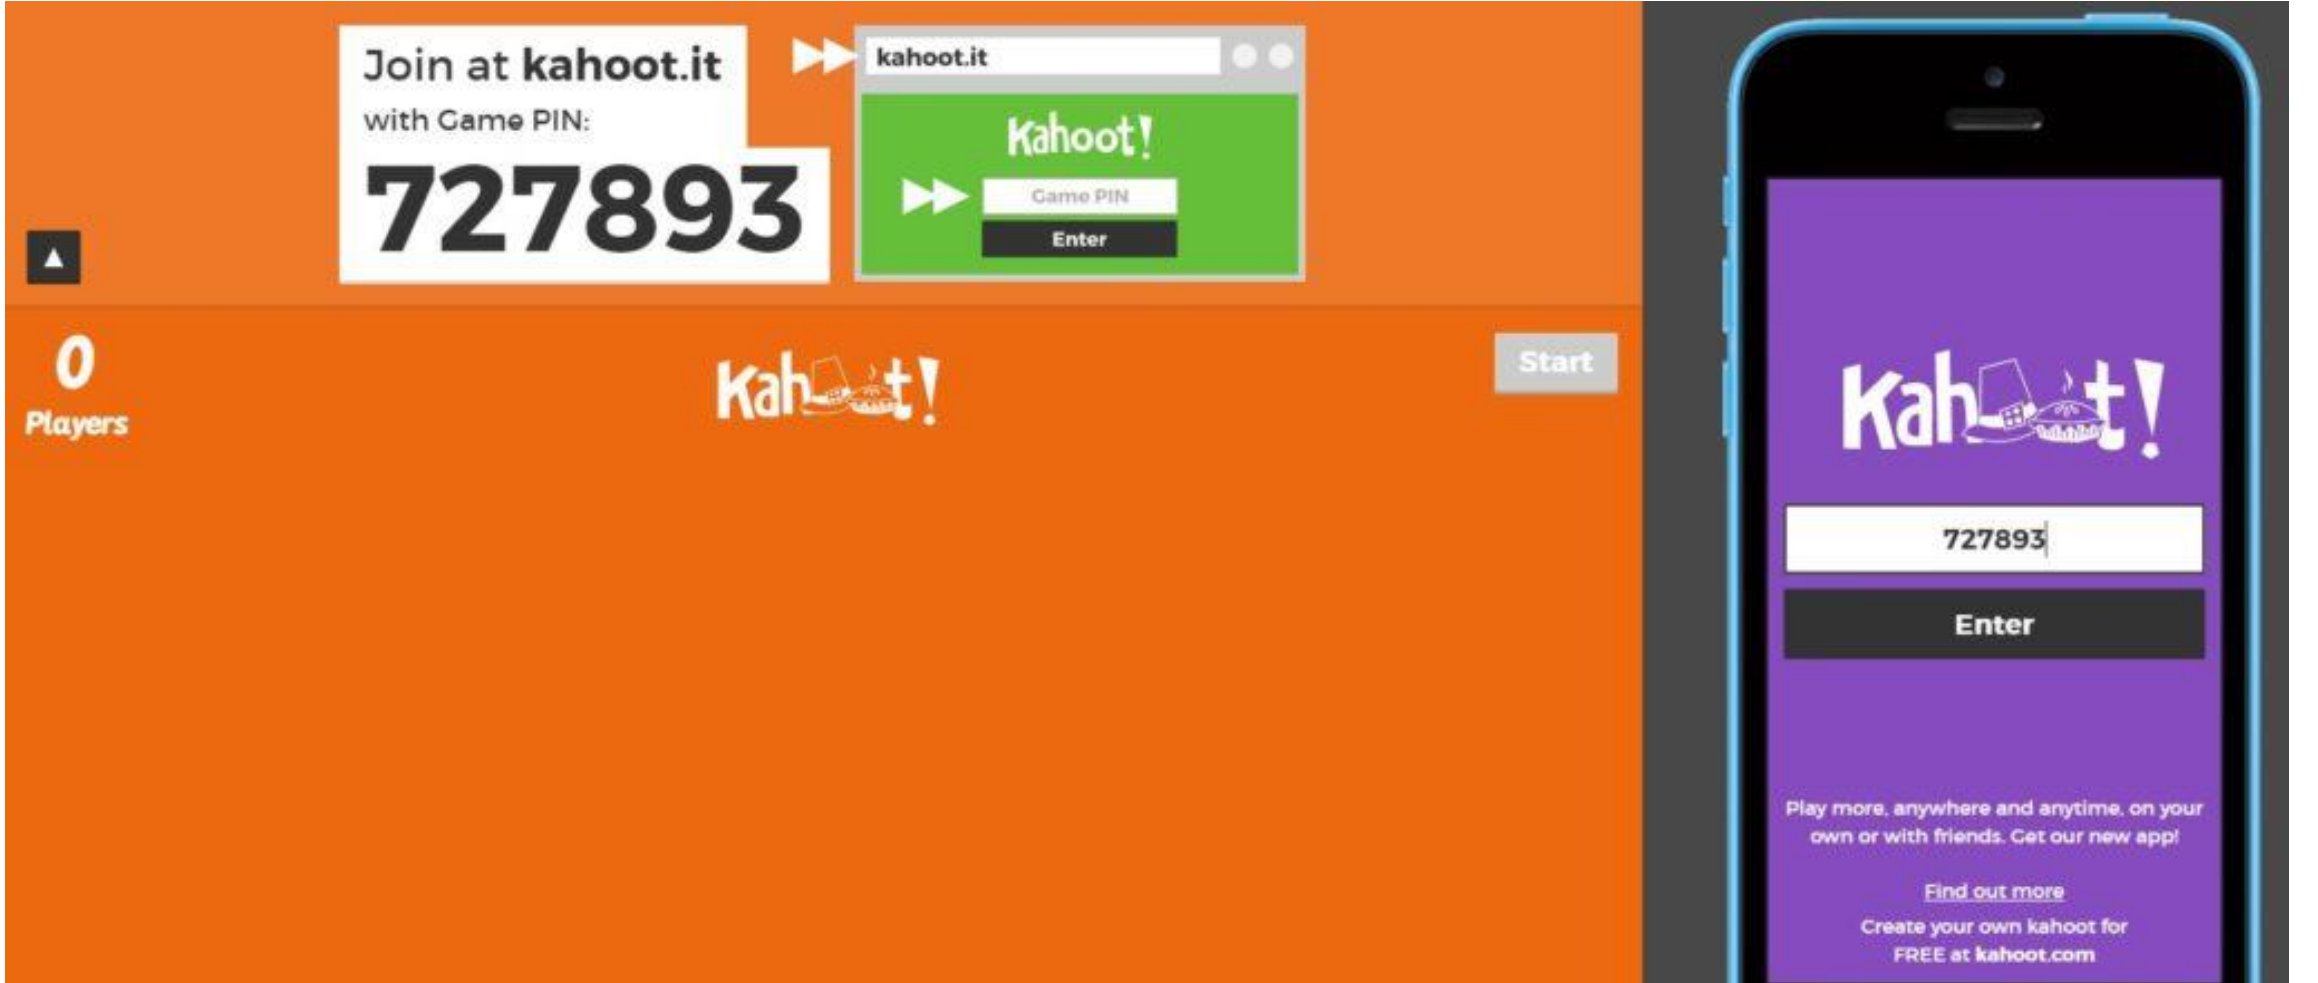 Join at kahoot.it
with Game PIN:
727893
kahoot.it
Kahoot!
Game PIN
Enter
0
Players
Kahoot!
Start
Kahoot!
727893
Enter
Play more, anywhere and anytime, on your
own or with friends. Get our new app!
Find out more
Create your own kahoot for
FREE at kahoot.com